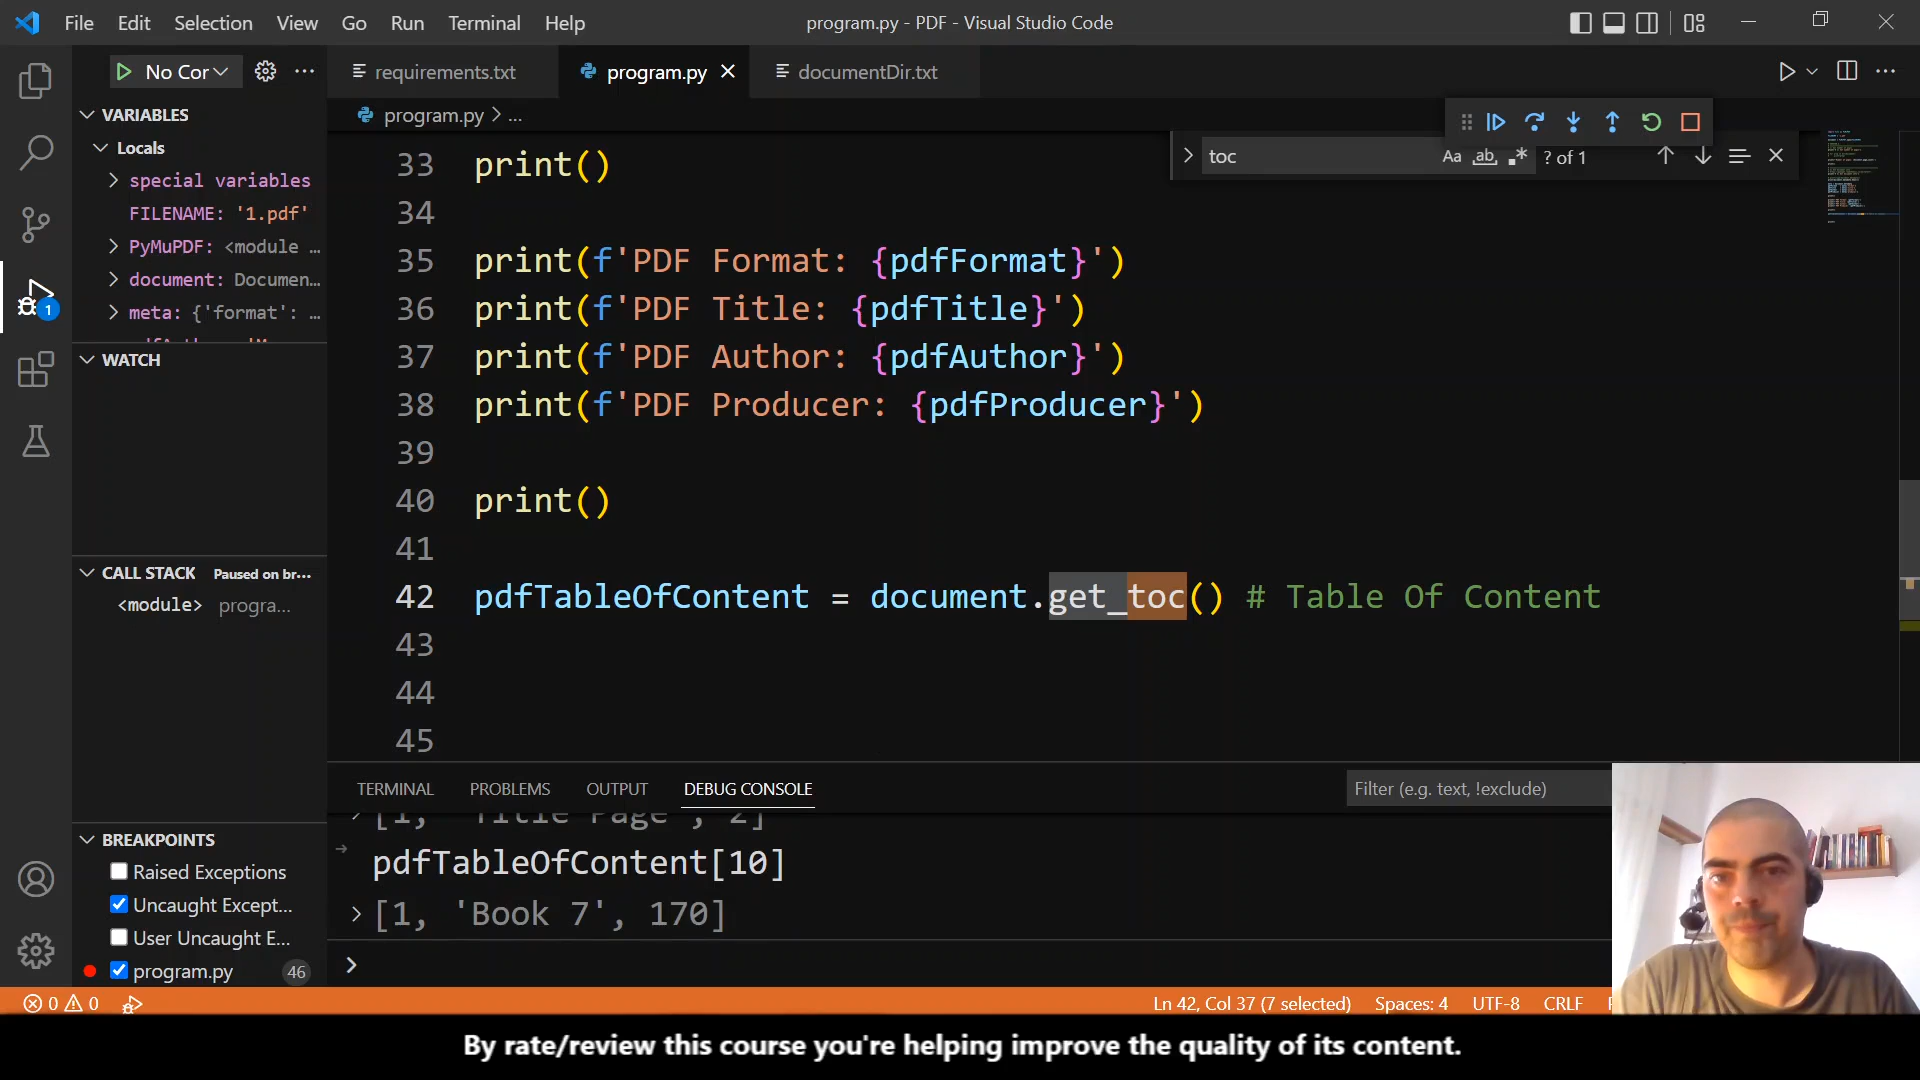 File Edit Selection View Go Run Terminal Help
program.py - PDF - Visual Studio Code
No Cor
requirements.txt
program.py
documentDir.txt
VARIABLES
Locals
special variables
FILENAME: '1.pdf'
PyMuPDF: <module ...
document: Documen...
meta: {'format': ...
WATCH
CALL STACK Paused on br...
<module> progra...
BREAKPOINTS
Raised Exceptions
Uncaught Except...
User Uncaught E...
program.py 46
program.py > ...
toc
Aa ab ? of 1
33 print()
34
35 print(f'PDF Format: {pdfFormat}')
36 print(f'PDF Title: {pdfTitle}')
37 print(f'PDF Author: {pdfAuthor}')
38 print(f'PDF Producer: {pdfProducer}')
39
40 print()
41
42 pdfTableOfContent = document.get_toc() # Table Of Content
43
44
45
TERMINAL PROBLEMS OUTPUT DEBUG CONSOLE
Filter (e.g. text, !exclude)
[1, 'Title Page', 2]
pdfTableOfContent[10]
[1, 'Book 7', 170]
0 0
Ln 42, Col 37 (7 selected) Spaces: 4 UTF-8 CRLF
By rate/review this course you're helping improve the quality of its content.